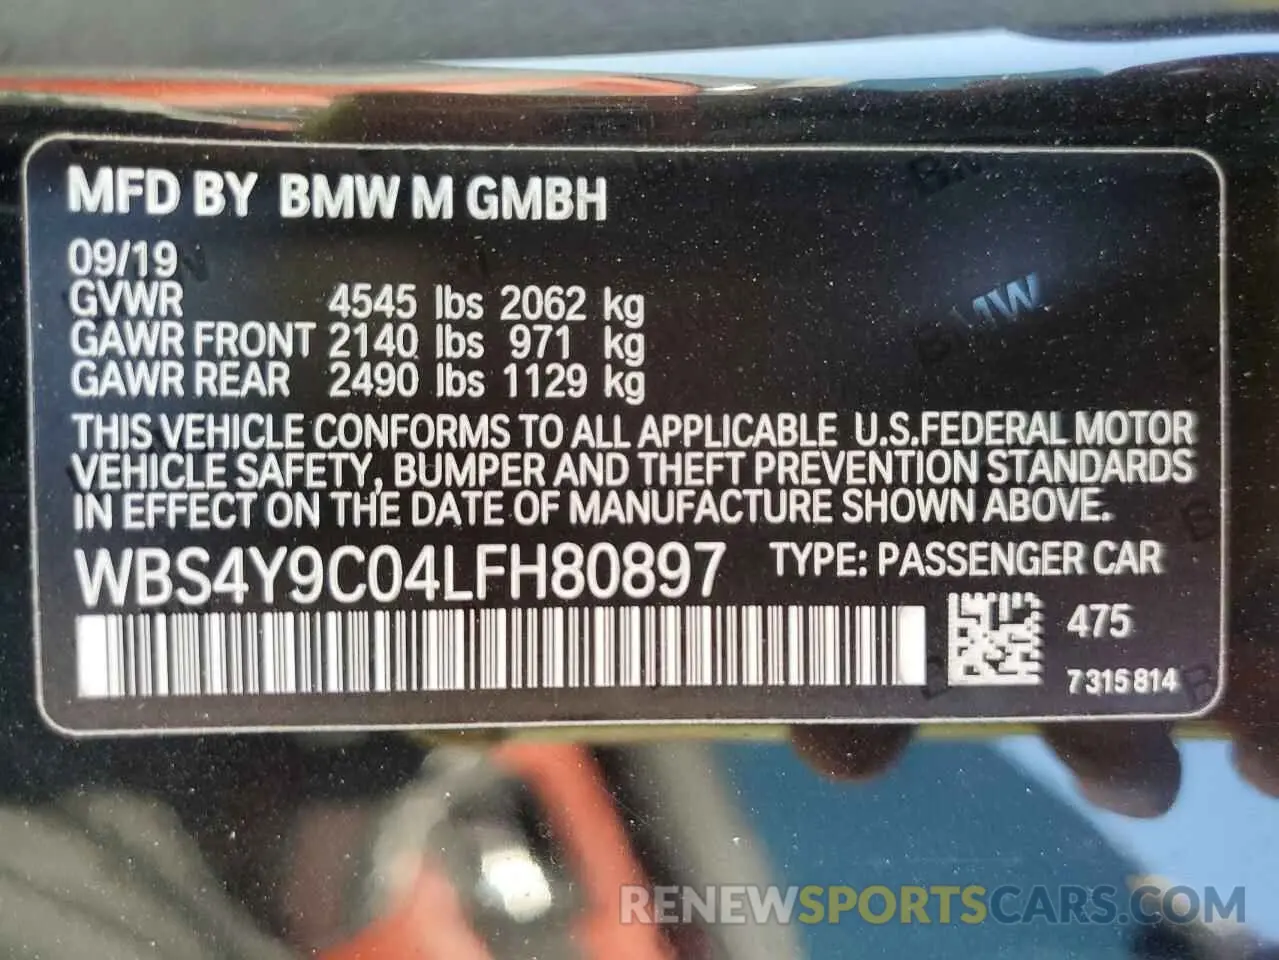 MFD BY BMW M GMBH
09/19
GVWR 4545 lbs 2062 kg
GAWR FRONT 2140 lbs 971 kg
GAWR REAR 2490 lbs 1129 kg
THIS VEHICLE CONFORMS TO ALL APPLICABLE U.S.FEDERAL MOTOR
VEHICLE SAFETY, BUMPER AND THEFT PREVENTION STANDARDS
IN EFFECT ON THE DATE OF MANUFACTURE SHOWN ABOVE.
WBS4Y9C04LFH80897 TYPE: PASSENGER CAR
475
7315814
BMW
RENEWSPORTSCARS.COM